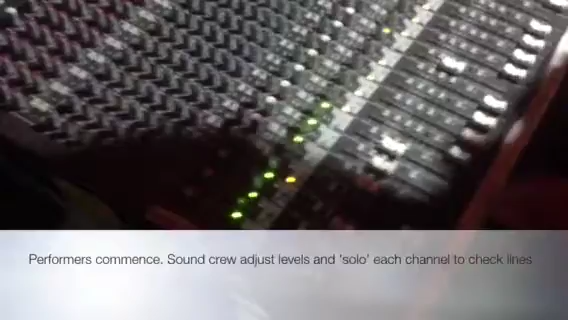 Performers commence. Sound crew adjust levels and 'solo' each channel to check lines